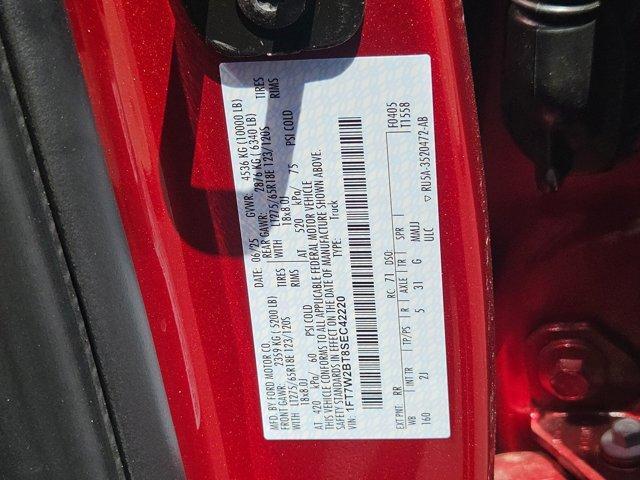 MFD. BY FORD MOTOR CO.
DATE: 06/25 GVWR: 4536 KG (10000 LB)
FRONT GAWR: 2359 KG ( 5200 LB) REAR GAWR: 2876 KG ( 6340 LB)
WITH LT275/65R18E 123/120S TIRES WITH LT275/65R18E 123/120S TIRES
18x8.0J RIMS 18x8.0J RIMS
AT 420 kPa/ 60 PSI COLD AT 520 kPa/ 75 PSI COLD
THIS VEHICLE CONFORMS TO ALL APPLICABLE FEDERAL MOTOR VEHICLE
SAFETY STANDARDS IN EFFECT ON THE DATE OF MANUFACTURE SHOWN ABOVE.
VIN: 1FT7W2BT8SEC42220 TYPE: Truck
EXT PNT: RR RC: 71 DSO: F0405
WB INT TR TP/PS R AXLE TR SPR T1558
160 2J 5 31 G MMJJ
ULC ▽ RU5A-3520472-AB